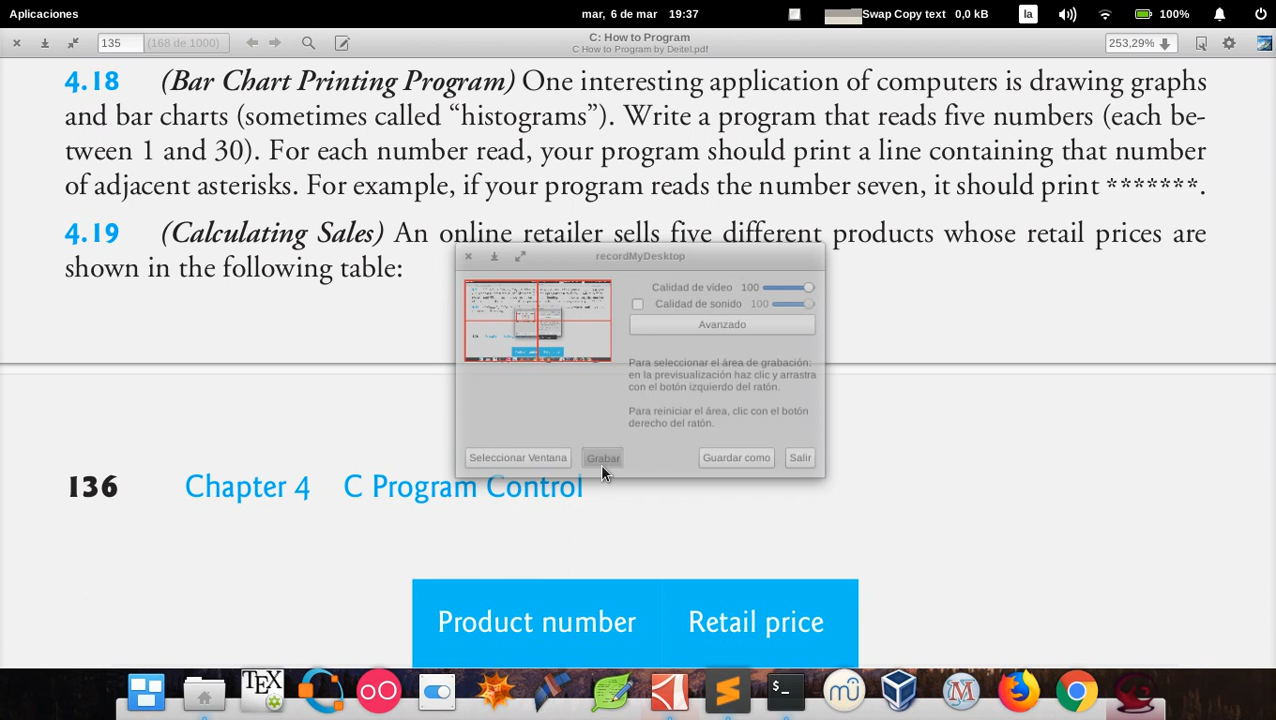 Aplicaciones
mar, 6 de mar 19:37
Swap Copy text 0,0 kB
la
100%
135 (168 de 1000)
C: How to Program
C How to Program by Deitel.pdf
253,29%
4.18 (Bar Chart Printing Program) One interesting application of computers is drawing graphs
and bar charts (sometimes called “histograms”). Write a program that reads five numbers (each be-
tween 1 and 30). For each number read, your program should print a line containing that number
of adjacent asterisks. For example, if your program reads the number seven, it should print *******.
4.19 (Calculating Sales) An online retailer sells five different products whose retail prices are
shown in the following table:
recordMyDesktop
Calidad de vídeo 100
Calidad de sonido 100
Avanzado
Para seleccionar el área de grabación:
en la previsualización haz clic y arrastra
con el botón izquierdo del ratón.
Para reiniciar el área, clic con el botón
derecho del ratón.
Seleccionar Ventana
Grabar
Guardar como
Salir
136 Chapter 4 C Program Control
Product number
Retail price
TEX
>_
mu
M